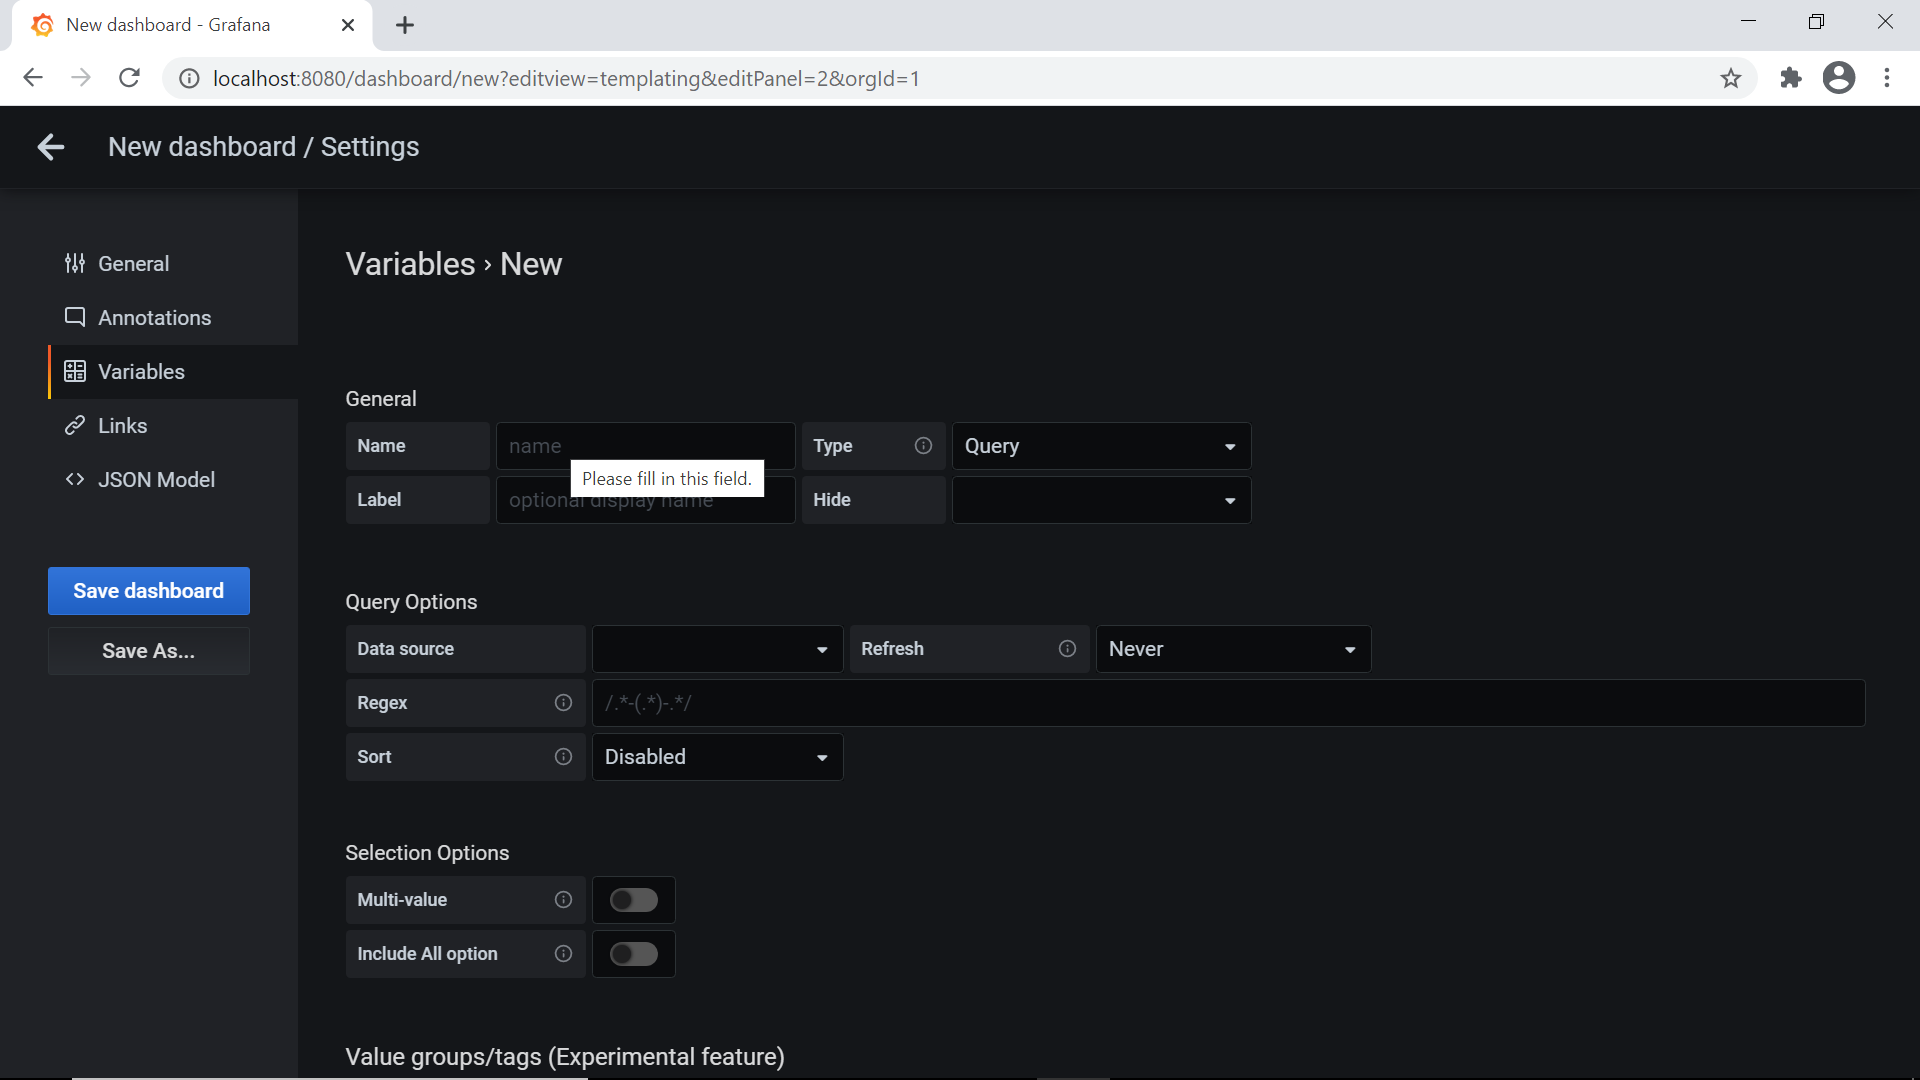 New dashboard - Grafana
localhost:8080/dashboard/new?editview=templating&editPanel=2&orgId=1
New dashboard / Settings
General
Annotations
Variables
Links
JSON Model
Save dashboard
Save As...
Variables › New
General
Name name Type Query
Please fill in this field.
Label optional display name Hide
Query Options
Data source Refresh Never
Regex /.*-(.*)-.*/
Sort Disabled
Selection Options
Multi-value
Include All option
Value groups/tags (Experimental feature)